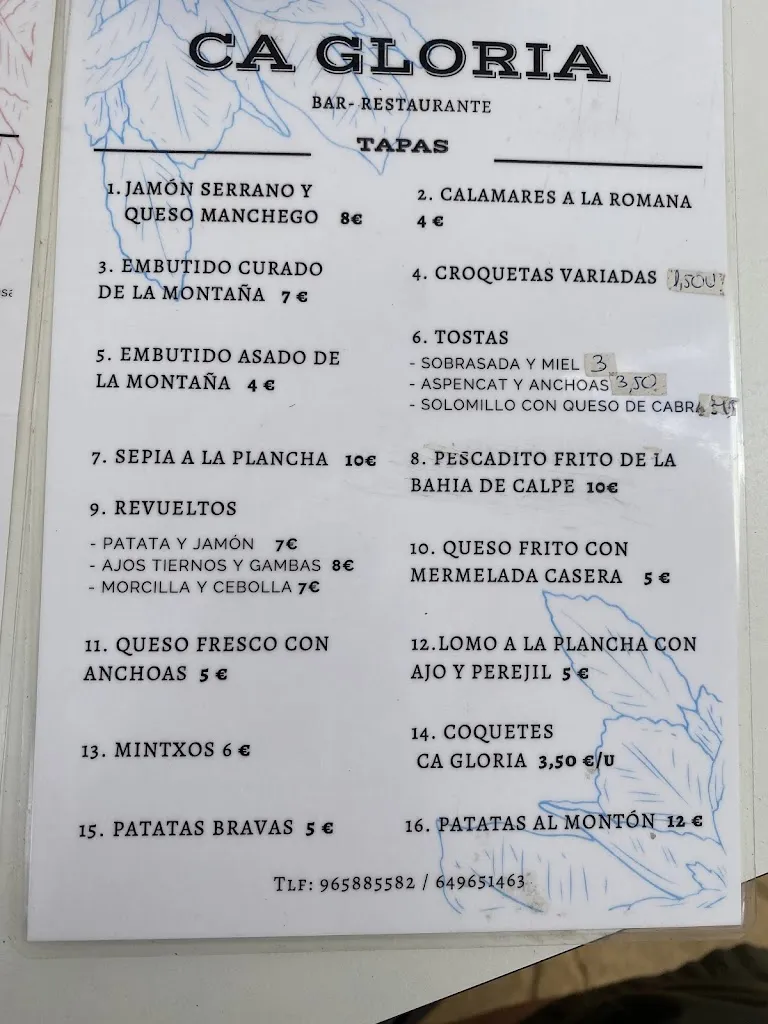 CA GLORIA
BAR- RESTAURANTE
TAPAS
1. JAMÓN SERRANO Y
QUESO MANCHEGO 8€
2. CALAMARES A LA ROMANA
4 €
3. EMBUTIDO CURADO
DE LA MONTAÑA 7 €
4. CROQUETAS VARIADAS
5. EMBUTIDO ASADO DE
LA MONTAÑA 4 €
6. TOSTAS
- SOBRASADA Y MIEL 3
- ASPENCAT Y ANCHOAS 3,50
- SOLOMILLO CON QUESO DE CABRA
7. SEPIA A LA PLANCHA 10€
8. PESCADITO FRITO DE LA
BAHIA DE CALPE 10€
9. REVUELTOS
- PATATA Y JAMÓN 7€
- AJOS TIERNOS Y GAMBAS 8€
- MORCILLA Y CEBOLLA 7€
10. QUESO FRITO CON
MERMELADA CASERA 5 €
11. QUESO FRESCO CON
ANCHOAS 5 €
12.LOMO A LA PLANCHA CON
AJO Y PEREJIL 5 €
13. MINTXOS 6 €
14. COQUETES
CA GLORIA 3,50 €/U
15. PATATAS BRAVAS 5 €
16. PATATAS AL MONTÓN 12 €
TLF: 965885582 / 649651463